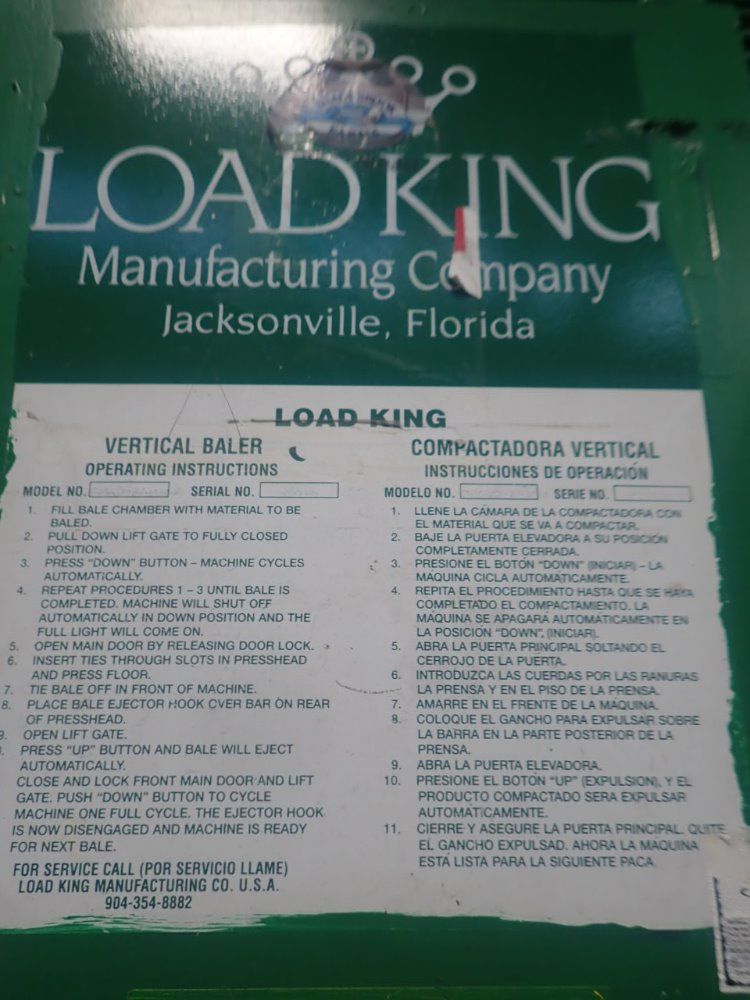 LOAD KING
Manufacturing Company
Jacksonville, Florida
LOAD KING
VERTICAL BALER
OPERATING INSTRUCTIONS
MODEL NO. SERIAL NO.
1. FILL BALE CHAMBER WITH MATERIAL TO BE
BALED.
2. PULL DOWN LIFT GATE TO FULLY CLOSED
POSITION.
3. PRESS "DOWN" BUTTON – MACHINE CYCLES
AUTOMATICALLY.
4. REPEAT PROCEDURES 1 – 3 UNTIL BALE IS
COMPLETED. MACHINE WILL SHUT OFF
AUTOMATICALLY IN DOWN POSITION AND THE
FULL LIGHT WILL COME ON.
5. OPEN MAIN DOOR BY RELEASING DOOR LOCK.
6. INSERT TIES THROUGH SLOTS IN PRESSHEAD
AND PRESS FLOOR.
7. TIE BALE OFF IN FRONT OF MACHINE.
8. PLACE BALE EJECTOR HOOK OVER BAR ON REAR
OF PRESSHEAD.
9. OPEN LIFT GATE.
PRESS "UP" BUTTON AND BALE WILL EJECT
AUTOMATICALLY.
CLOSE AND LOCK FRONT MAIN DOOR AND LIFT
GATE. PUSH "DOWN" BUTTON TO CYCLE
MACHINE ONE FULL CYCLE. THE EJECTOR HOOK
IS NOW DISENGAGED AND MACHINE IS READY
FOR NEXT BALE.
FOR SERVICE CALL (POR SERVICIO LLAME)
LOAD KING MANUFACTURING CO. U.S.A.
904-354-8882
COMPACTADORA VERTICAL
INSTRUCCIONES DE OPERACIÓN
MODELO NO. SERIE NO.
1. LLENE LA CÁMARA DE LA COMPACTADORA CON
EL MATERIAL QUE SE VA A COMPACTAR.
2. BAJE LA PUERTA ELEVADORA A SU POSICIÓN
COMPLETAMENTE CERRADA.
3. PRESIONE EL BOTÓN "DOWN" (INICIAR) – LA
MÁQUINA CICLA AUTOMATICAMENTE.
4. REPITA EL PROCEDIMIENTO HASTA QUE SE HAYA
COMPLETADO EL COMPACTAMIENTO. LA
MÁQUINA SE APAGARÁ AUTOMÁTICAMENTE EN
LA POSICIÓN "DOWN", (INICIAR).
5. ABRA LA PUERTA PRINCIPAL SOLTANDO EL
CERROJO DE LA PUERTA.
6. INTRODUZCA LAS CUERDAS POR LAS RANURAS
LA PRENSA Y EN EL PISO DE LA PRENSA.
7. AMARRE EN EL FRENTE DE LA MÁQUINA.
8. COLOQUE EL GANCHO PARA EXPULSAR SOBRE
LA BARRA EN LA PARTE POSTERIOR DE LA
PRENSA.
9. ABRA LA PUERTA ELEVADORA.
10. PRESIONE EL BOTÓN "UP" (EXPULSION), Y EL
PRODUCTO COMPACTADO SERA EXPULSAR
AUTOMÁTICAMENTE.
11. CIERRE Y ASEGURE LA PUERTA PRINCIPAL. QUITE
EL GANCHO EXPULSAD. AHORA LA MAQUINA
ESTÁ LISTA PARA LA SIGUIENTE PACA.